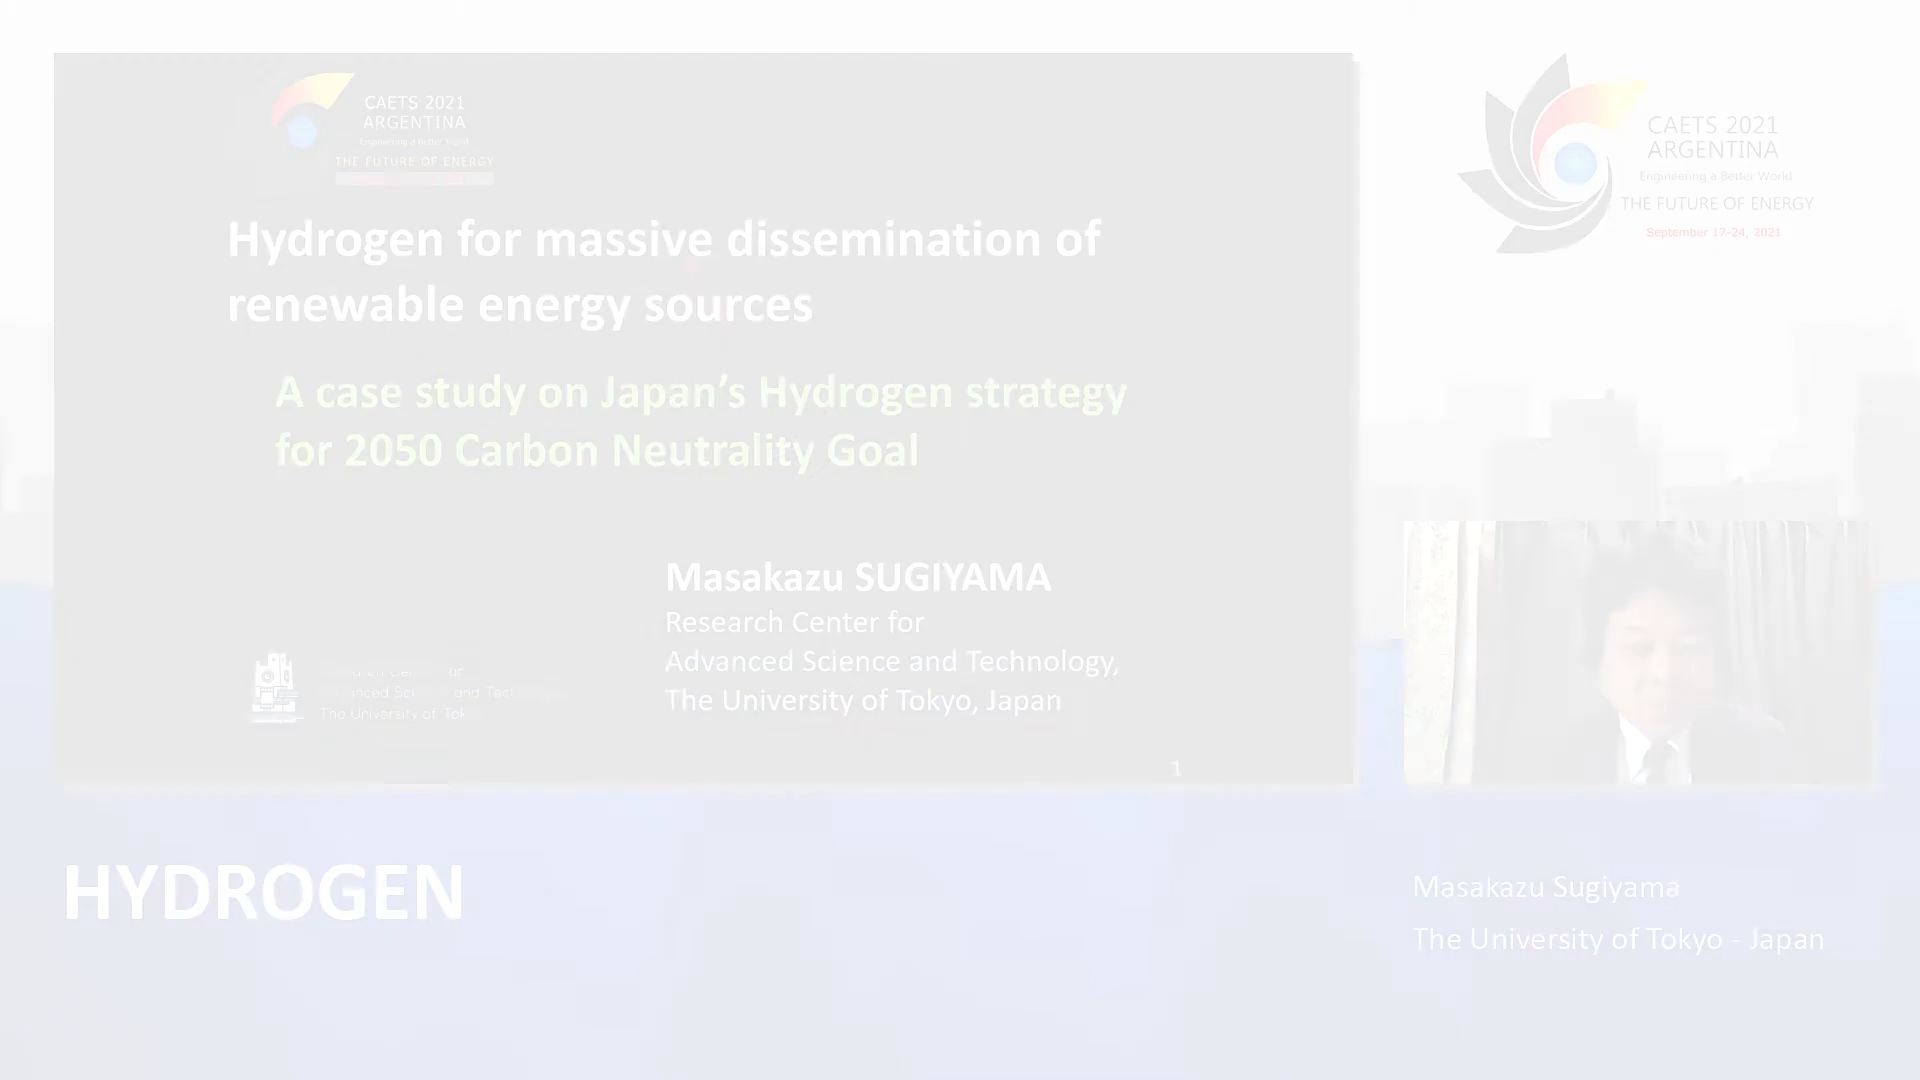 CAETS 2021
ARGENTINA
Engineering a Better World
THE FUTURE OF ENERGY
Hydrogen for massive dissemination of
renewable energy sources
A case study on Japan’s Hydrogen strategy
for 2050 Carbon Neutrality Goal
Masakazu SUGIYAMA
Research Center for
Advanced Science and Technology,
The University of Tokyo, Japan
The University of
1
CAETS 2021
ARGENTINA
Engineering a Better World
THE FUTURE OF ENERGY
September 17-24, 2021
HYDROGEN
Masakazu Sugiyama
The University of Tokyo - Japan